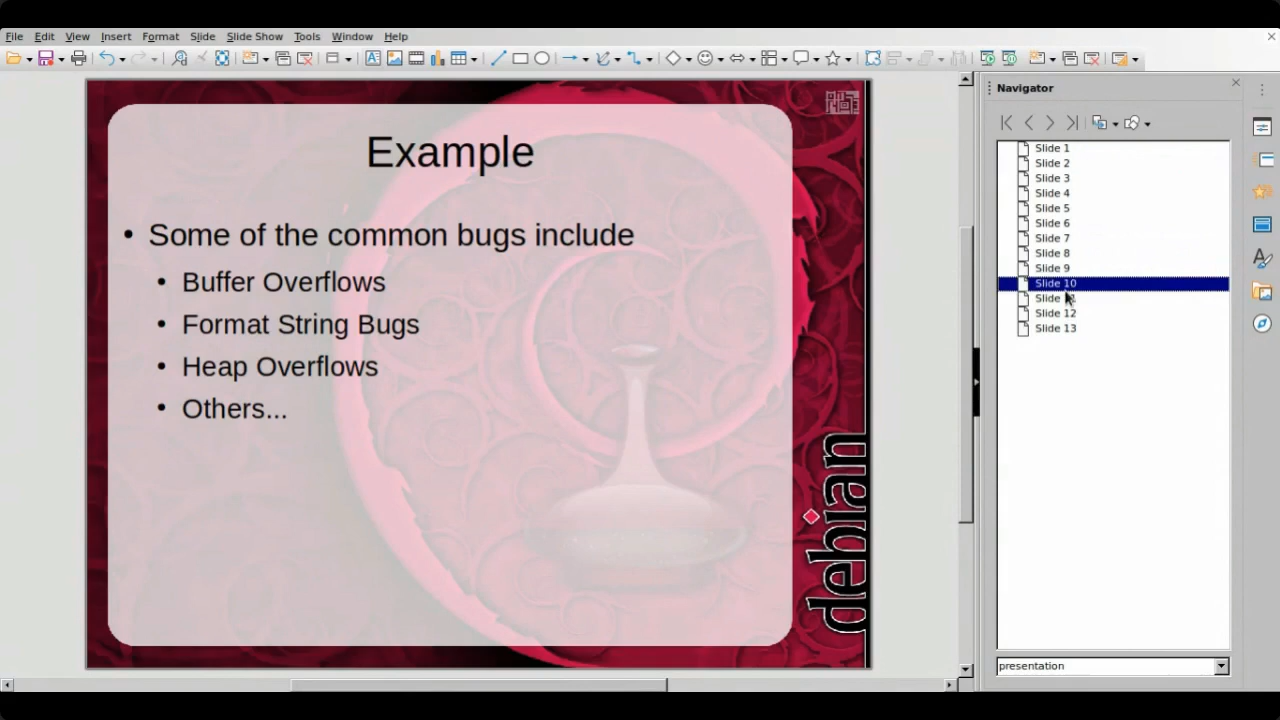 File Edit View Insert Format Slide Slide Show Tools Window Help
Navigator
Example
Some of the common bugs include
Buffer Overflows
Format String Bugs
Heap Overflows
Others...
debian
Slide 1
Slide 2
Slide 3
Slide 4
Slide 5
Slide 6
Slide 7
Slide 8
Slide 9
Slide 10
Slide 11
Slide 12
Slide 13
presentation